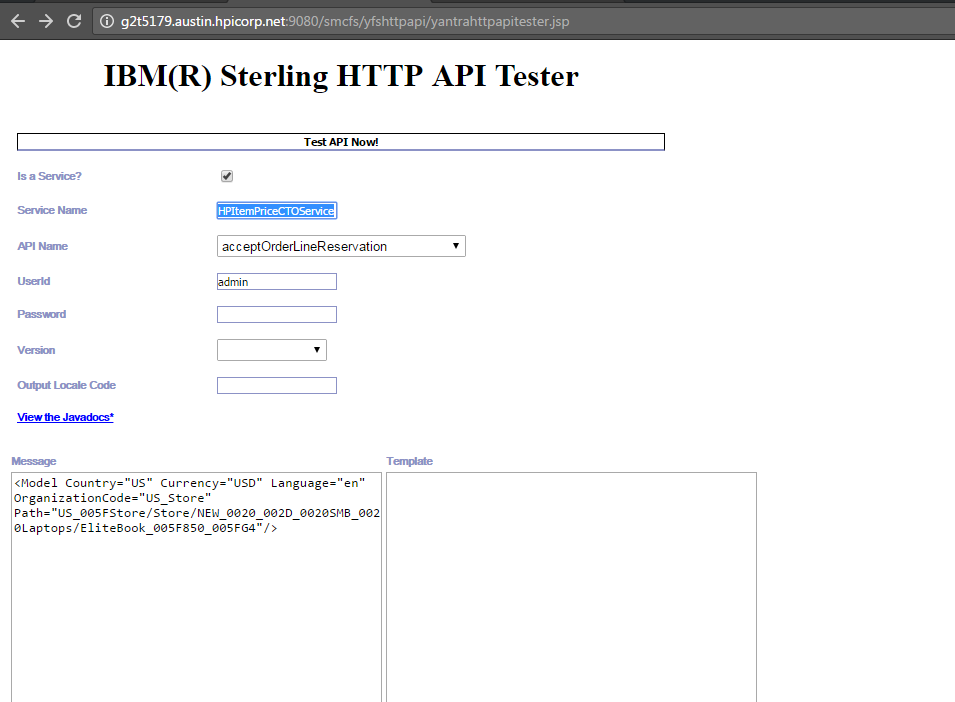 g2t5179.austin.hpicorp.net:9080/smcfs/yfshttpapi/yantrahttpapitester.jsp
IBM(R) Sterling HTTP API Tester
Test API Now!
Is a Service?
Service Name HPItemPriceCTOService
API Name acceptOrderLineReservation
UserId admin
Password
Version
Output Locale Code
View the Javadocs*
Message Template
<Model Country="US" Currency="USD" Language="en"
OrganizationCode="US_Store"
Path="US_005FStore/Store/NEW_0020_002D_0020SMB_002
0Laptops/EliteBook_005F850_005FG4"/>